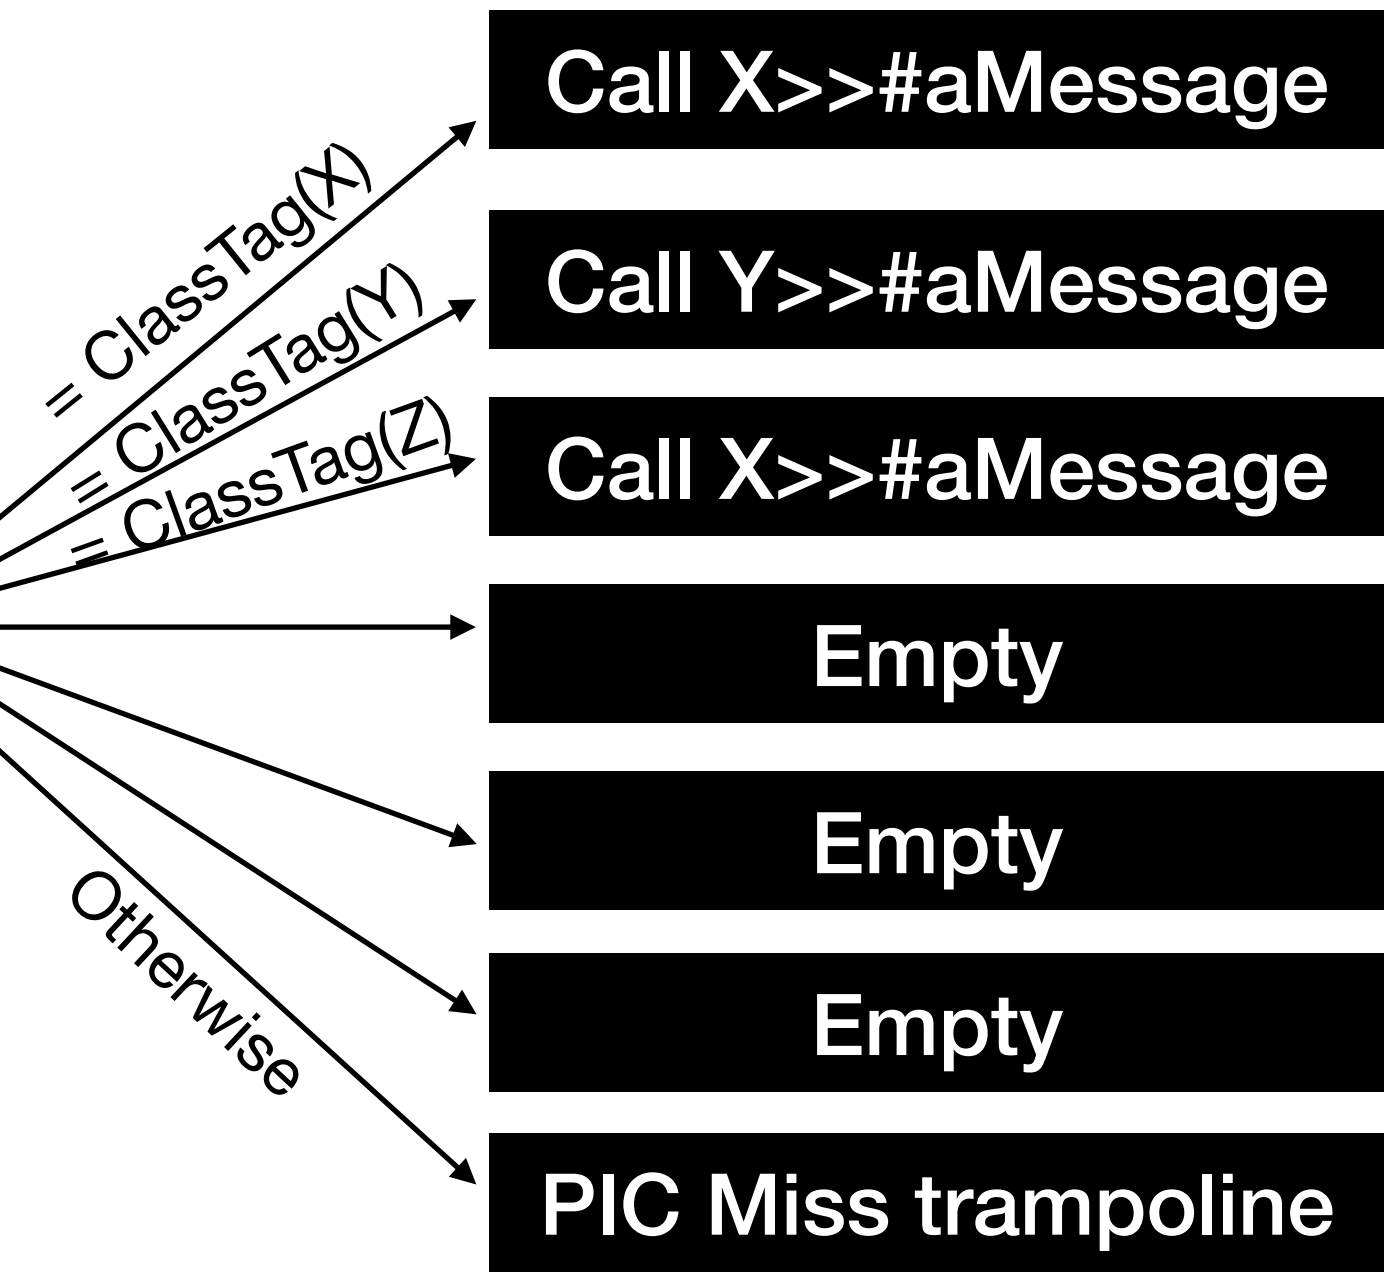 Call X>>#aMessage
= ClassTag(X)
Call Y>>#aMessage
= ClassTag(Y)
Call X>>#aMessage
= ClassTag(Z)
Empty
Empty
Otherwise
Empty
PIC Miss trampoline